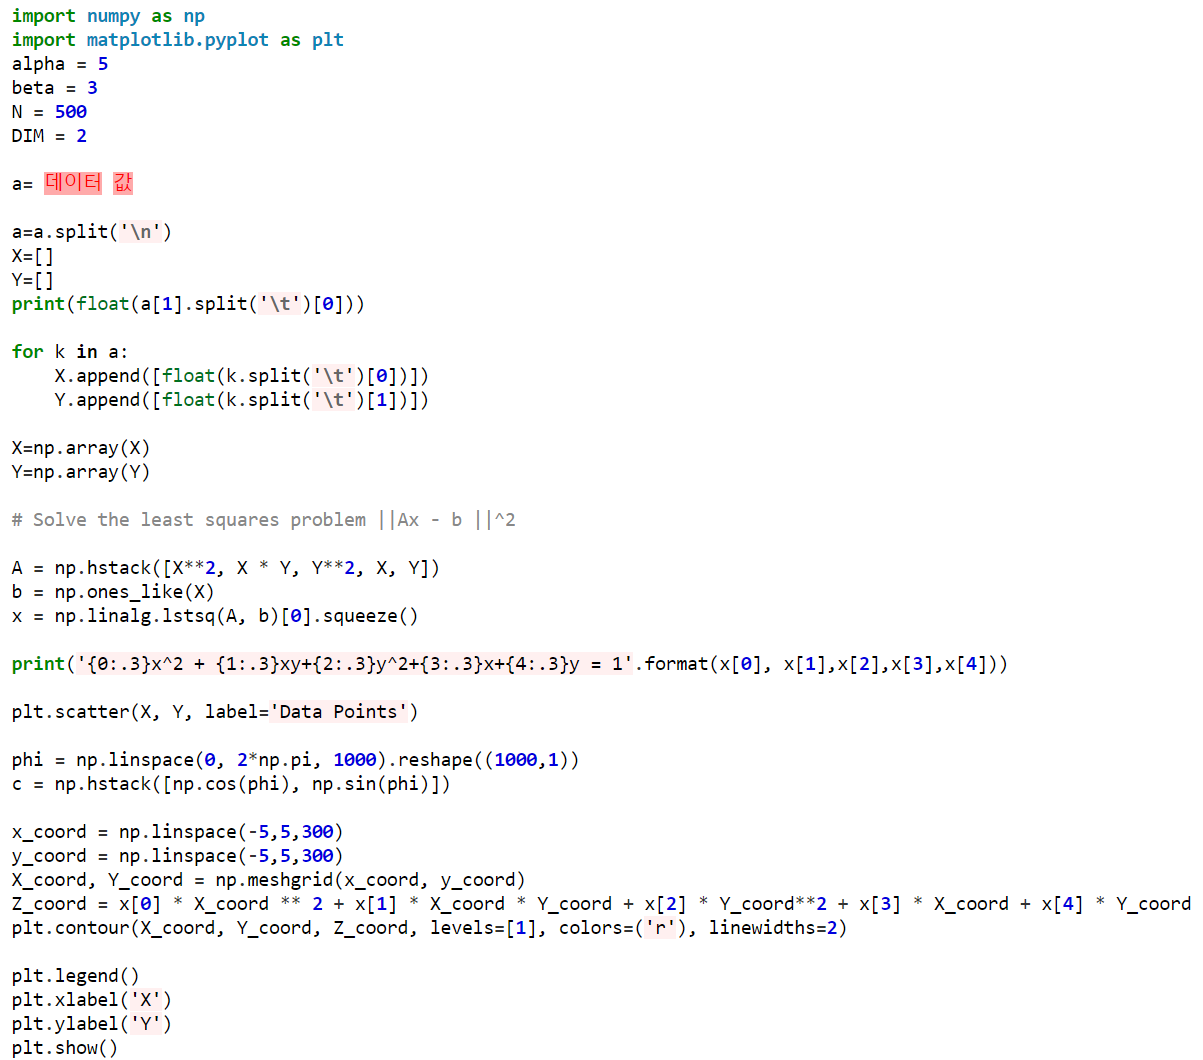 import numpy as np
import matplotlib.pyplot as plt
alpha = 5
beta = 3
N = 500
DIM = 2
a= 데이터 값
a=a.split('\n')
X=[]
Y=[]
print(float(a[1].split('\t')[0]))
for k in a:
    X.append([float(k.split('\t')[0])])
    Y.append([float(k.split('\t')[1])])
X=np.array(X)
Y=np.array(Y)
# Solve the least squares problem ||Ax - b ||^2
A = np.hstack([X**2, X * Y, Y**2, X, Y])
b = np.ones_like(X)
x = np.linalg.lstsq(A, b)[0].squeeze()
print('{0:.3}x^2 + {1:.3}xy+{2:.3}y^2+{3:.3}x+{4:.3}y = 1'.format(x[0], x[1],x[2],x[3],x[4]))
plt.scatter(X, Y, label='Data Points')
phi = np.linspace(0, 2*np.pi, 1000).reshape((1000,1))
c = np.hstack([np.cos(phi), np.sin(phi)])
x_coord = np.linspace(-5,5,300)
y_coord = np.linspace(-5,5,300)
X_coord, Y_coord = np.meshgrid(x_coord, y_coord)
Z_coord = x[0] * X_coord ** 2 + x[1] * X_coord * Y_coord + x[2] * Y_coord**2 + x[3] * X_coord + x[4] * Y_coord
plt.contour(X_coord, Y_coord, Z_coord, levels=[1], colors=('r'), linewidths=2)
plt.legend()
plt.xlabel('X')
plt.ylabel('Y')
plt.show()